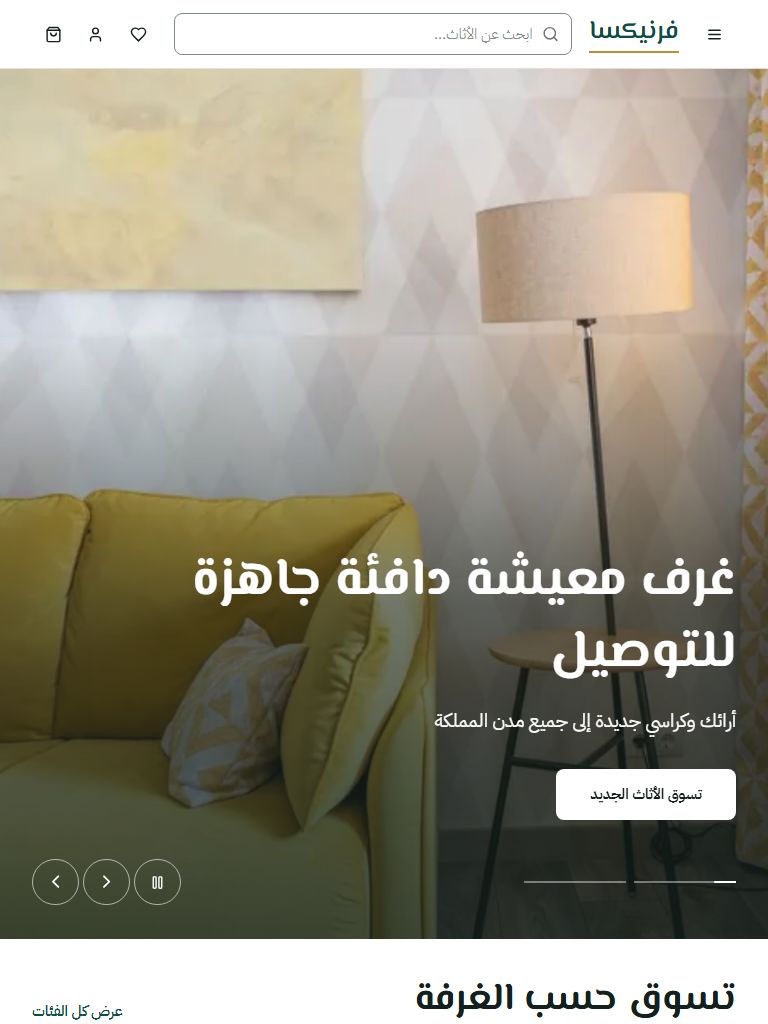 فرنيكسا
ابحث عن الأثاث...
غرف معيشة دافئة جاهزة
للتوصيل
أرائك وكراسي جديدة إلى جميع مدن المملكة
تسوق الأثاث الجديد
تسوق حسب الغرفة
عرض كل الفئات